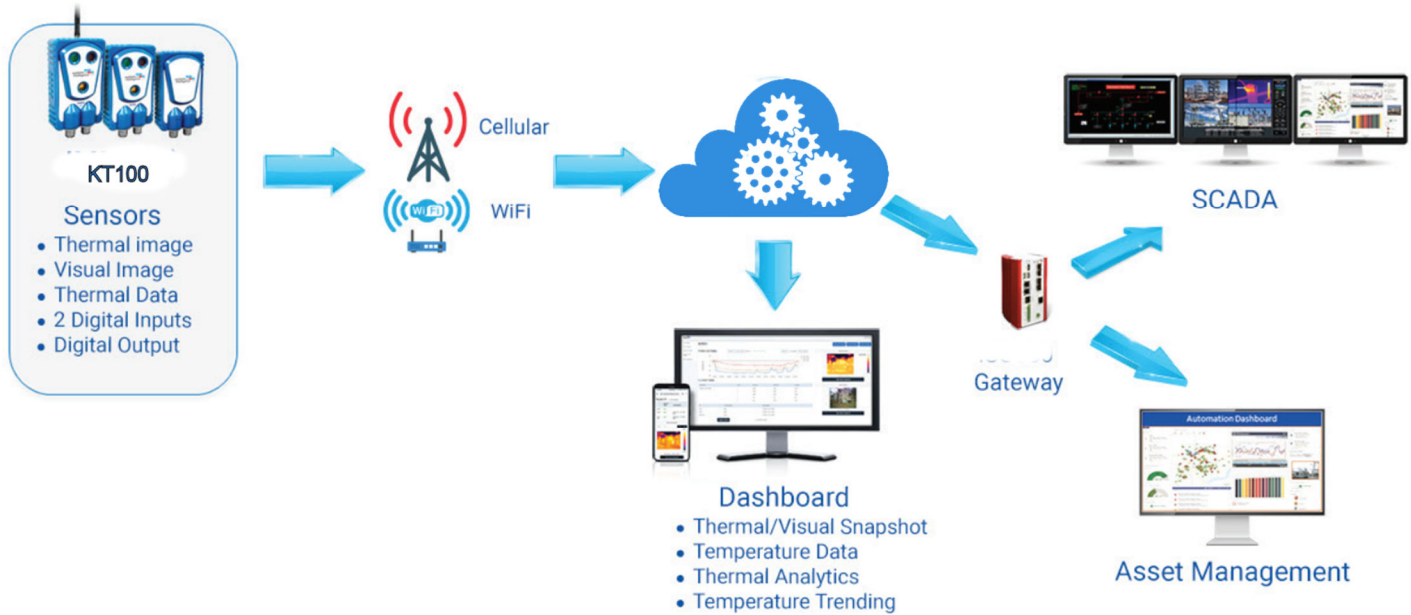 KT100
Sensors
• Thermal image
• Visual Image
• Thermal Data
• 2 Digital Inputs
• Digital Output
Cellular
WiFi
WiFi
Dashboard
• Thermal/Visual Snapshot
• Temperature Data
• Thermal Analytics
• Temperature Trending
Gateway
SCADA
Automation Dashboard
Asset Management